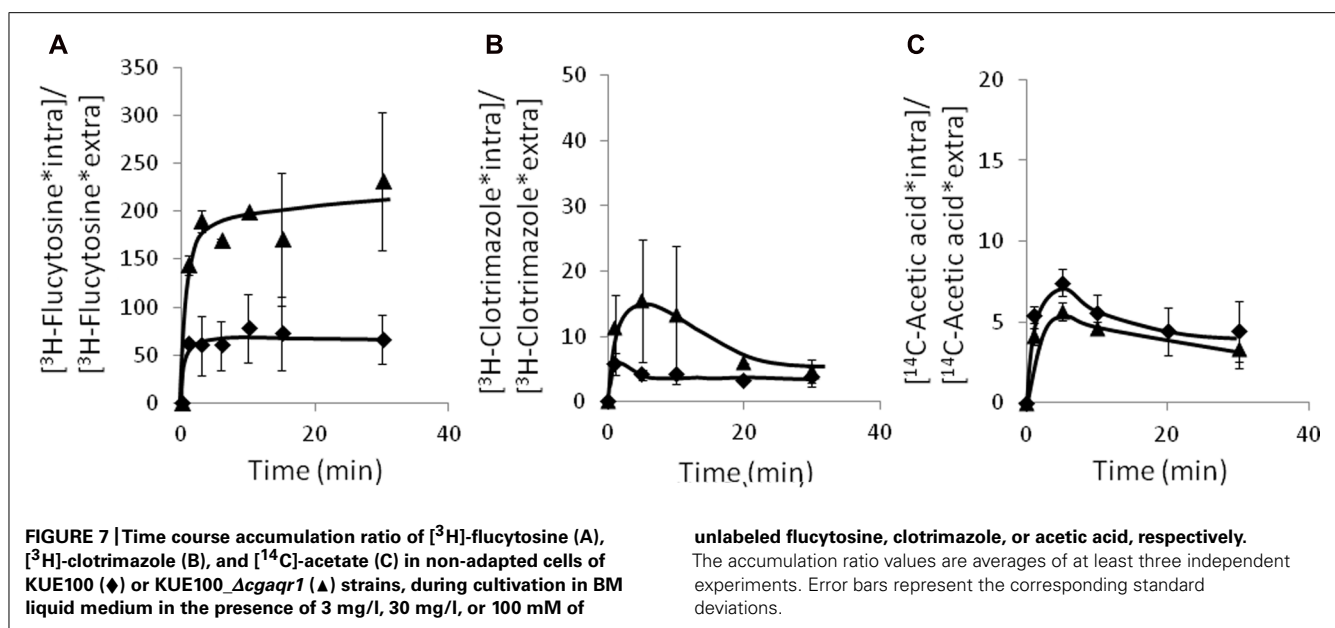 A
B
C
[³H-Flucytosine*intra]/
[³H-Flucytosine*extra]
350
300
250
200
150
100
50
0
0
20
40
Time (min)
[³H-Clotrimazole*intra]/
[³H-Clotrimazole*extra]
50
40
30
20
10
0
0
20
40
Time (min)
[¹⁴C-Acetic acid*intra]/
[¹⁴C-Acetic acid*extra]
20
15
10
5
0
0
20
40
Time (min)
FIGURE 7 | Time course accumulation ratio of [³H]-flucytosine (A),
[³H]-clotrimazole (B), and [¹⁴C]-acetate (C) in non-adapted cells of
KUE100 (♦) or KUE100_Δcgaqr1 (▲) strains, during cultivation in BM
liquid medium in the presence of 3 mg/l, 30 mg/l, or 100 mM of
unlabeled flucytosine, clotrimazole, or acetic acid, respectively.
The accumulation ratio values are averages of at least three independent
experiments. Error bars represent the corresponding standard
deviations.